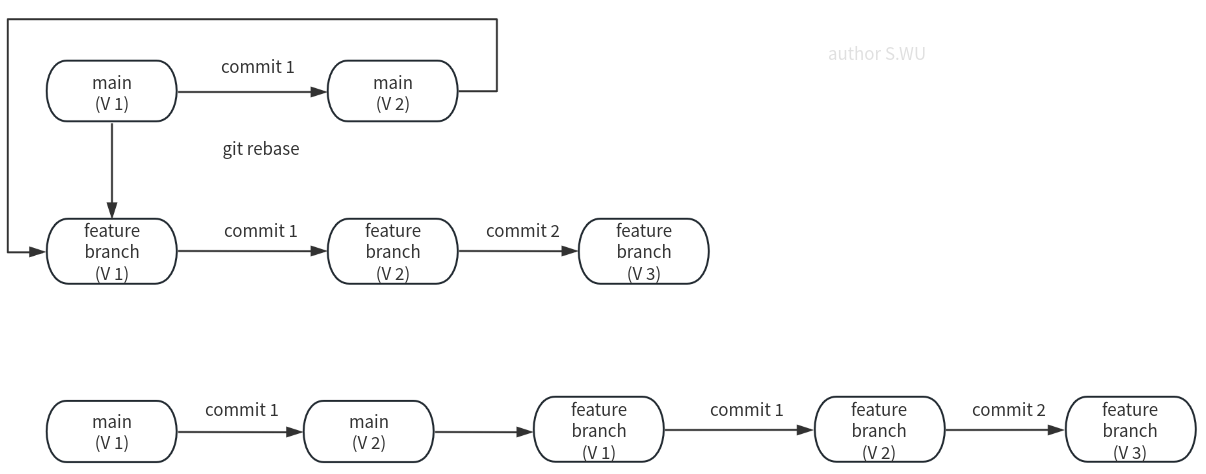 author S.WU
commit 1
main
(V 1)
main
(V 2)
git rebase
feature
branch
(V 1)
commit 1
feature
branch
(V 2)
commit 2
feature
branch
(V 3)
main
(V 1)
commit 1
main
(V 2)
feature
branch
(V 1)
commit 1
feature
branch
(V 2)
commit 2
feature
branch
(V 3)